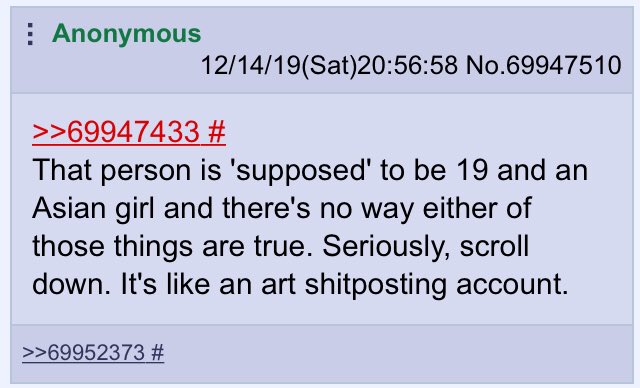 Anonymous
12/14/19(Sat)20:56:58 No.69947510
>>69947433 #
That person is 'supposed' to be 19 and an
Asian girl and there's no way either of
those things are true. Seriously, scroll
down. It's like an art shitposting account.
>>69952373 #